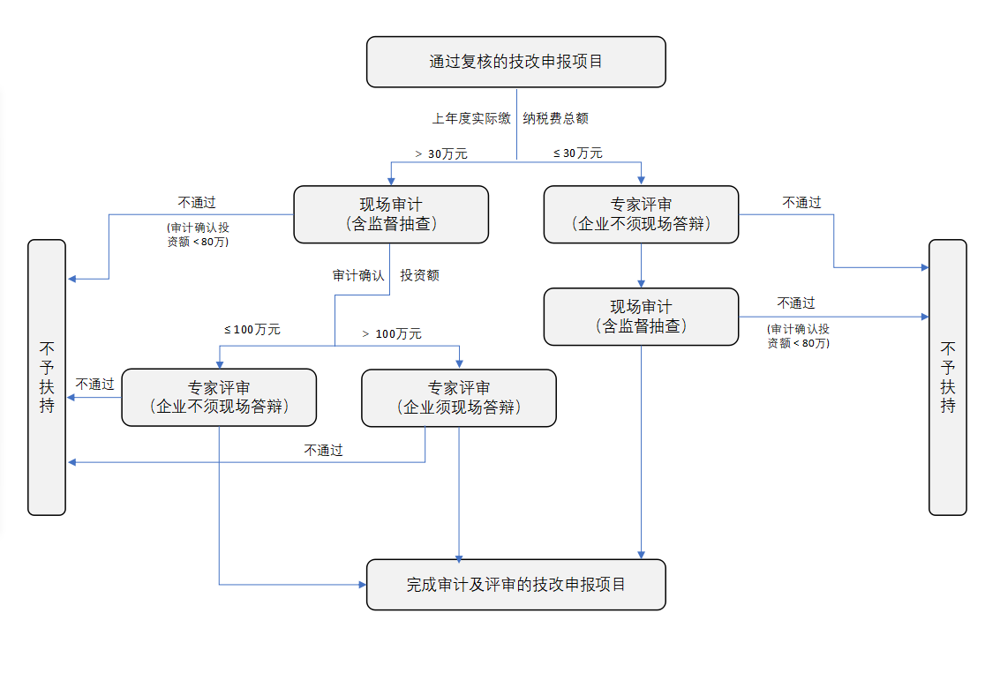 通过复核的技改申报项目
上年度实际缴 纳税费总额
> 30万元
≤ 30万元
现场审计
（含监督抽查）
专家评审
（企业不须现场答辩）
不通过
(审计确认投
资额 < 80万)
不通过
审计确认 投资额
现场审计
（含监督抽查）
不通过
(审计确认投
资额 < 80万)
≤ 100万元
> 100万元
不予扶持
不予扶持
不通过
专家评审
（企业不须现场答辩）
专家评审
（企业须现场答辩）
不通过
完成审计及评审的技改申报项目